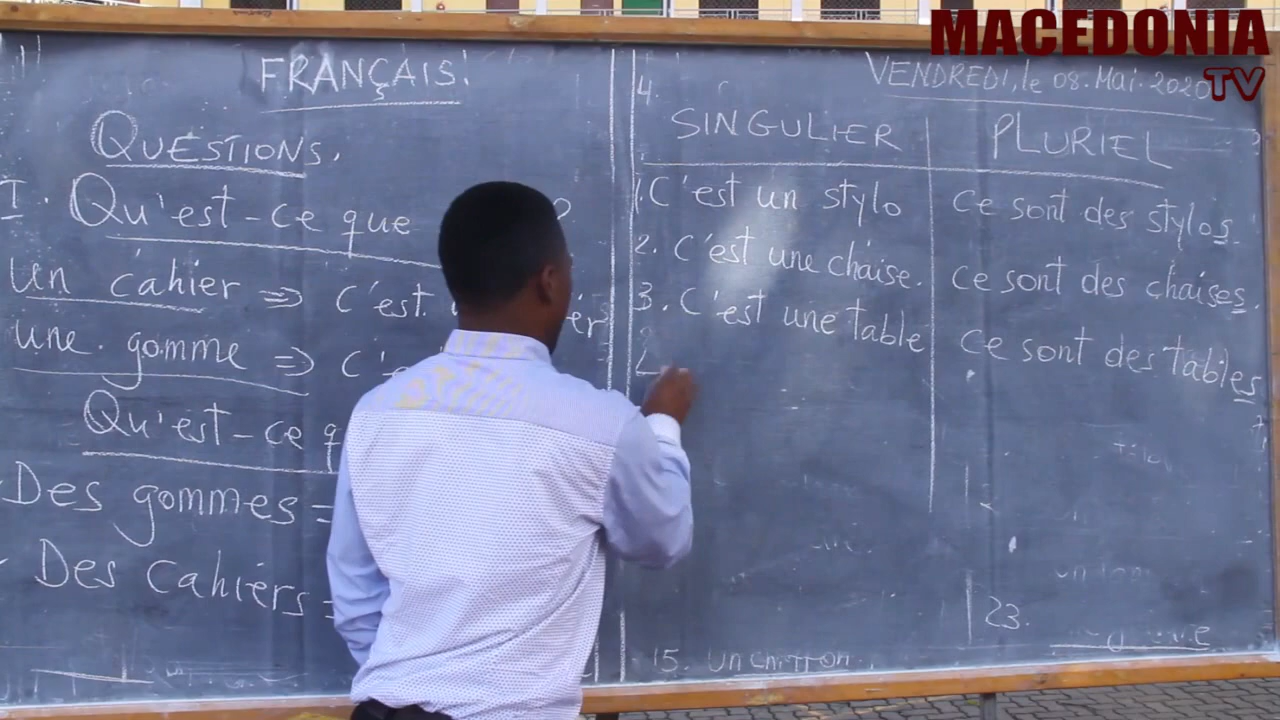 MACEDONIA
TV
FRANÇAIS.
QUESTIONS.
I. Qu'est-ce que
un cahier ⇒ c'est
une gomme ⇒ c'
Qu'est-ce q
Des gommes =
Des Cahiers =
VENDREDI, le 08. Mai. 2020
4.
SINGULIER PLURIEL
1. C'est un stylo ce sont des stylos.
2. C'est une chaise. ce sont des chaises.
3. C'est une table ce sont des tables
23.
15. un